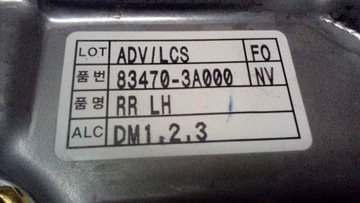 LOT ADV/LCS FO
품번 83470-3A000 NV
품명 RR LH
ALC DM1,2,3